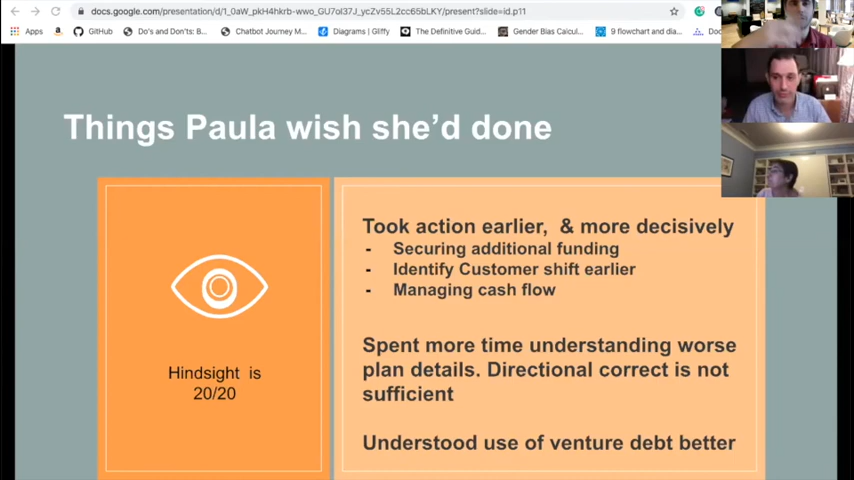 docs.google.com/presentation/d/1_0aW_pkH4hkrb-wwo_GU7ol37J_ycZv55L2cc65bLKY/present?slide=id.p11
Apps GitHub Do's and Don'ts: B... Chatbot Journey M... Diagrams | Gliffy The Definitive Guid... Gender Bias Calcul... 9 flowchart and dia... Doc
Things Paula wish she'd done
Hindsight is
20/20
Took action earlier, & more decisively
- Securing additional funding
- Identify Customer shift earlier
- Managing cash flow
Spent more time understanding worse
plan details. Directional correct is not
sufficient
Understood use of venture debt better